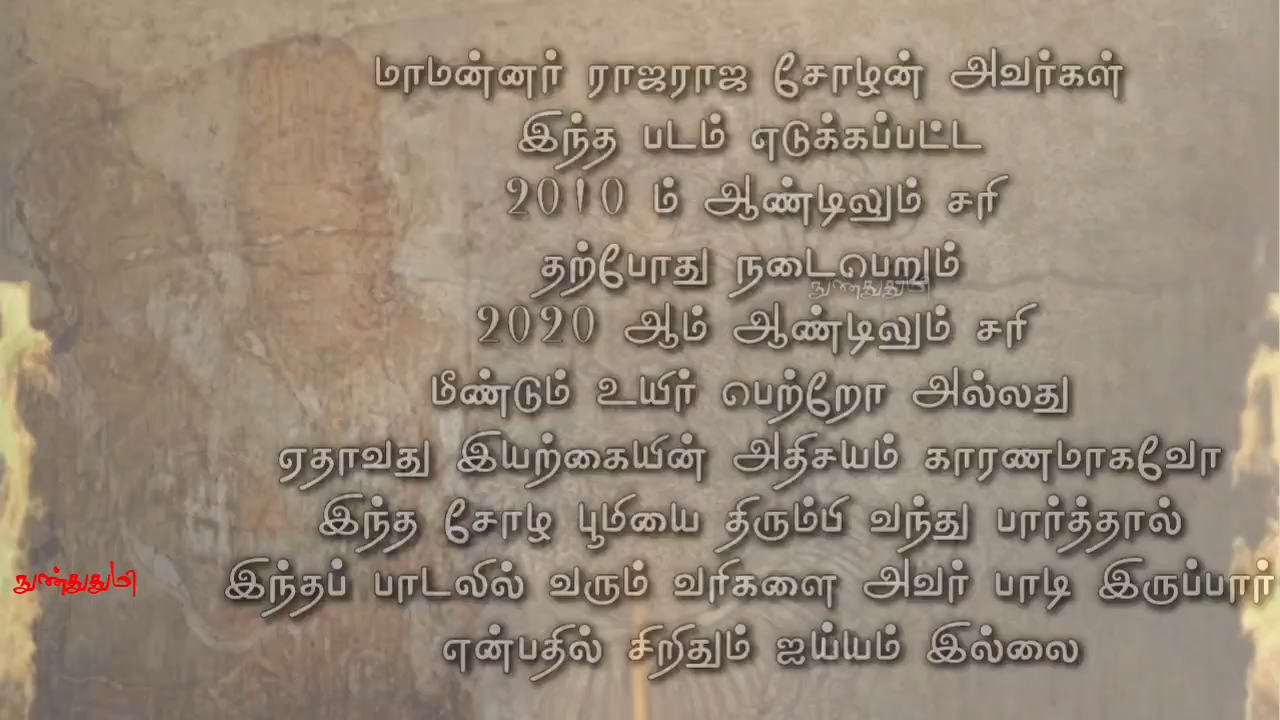 மாமன்னர் ராஜராஜ சோழன் அவர்கள்
இந்த படம் எடுக்கப்பட்ட
2010 ம் ஆண்டிலும் சரி
தற்போது நடைபெறும்
2020 ஆம் ஆண்டிலும் சரி
மீண்டும் உயிர் பெற்றோ அல்லது
ஏதாவது இயற்கையின் அதிசயம் காரணமாகவோ
இந்த சோழ பூமியை திரும்பி வந்து பார்த்தால்
இந்தப் பாடலில் வரும் வரிகளை அவர் பாடி இருப்பார்
என்பதில் சிறிதும் ஐய்யம் இல்லை